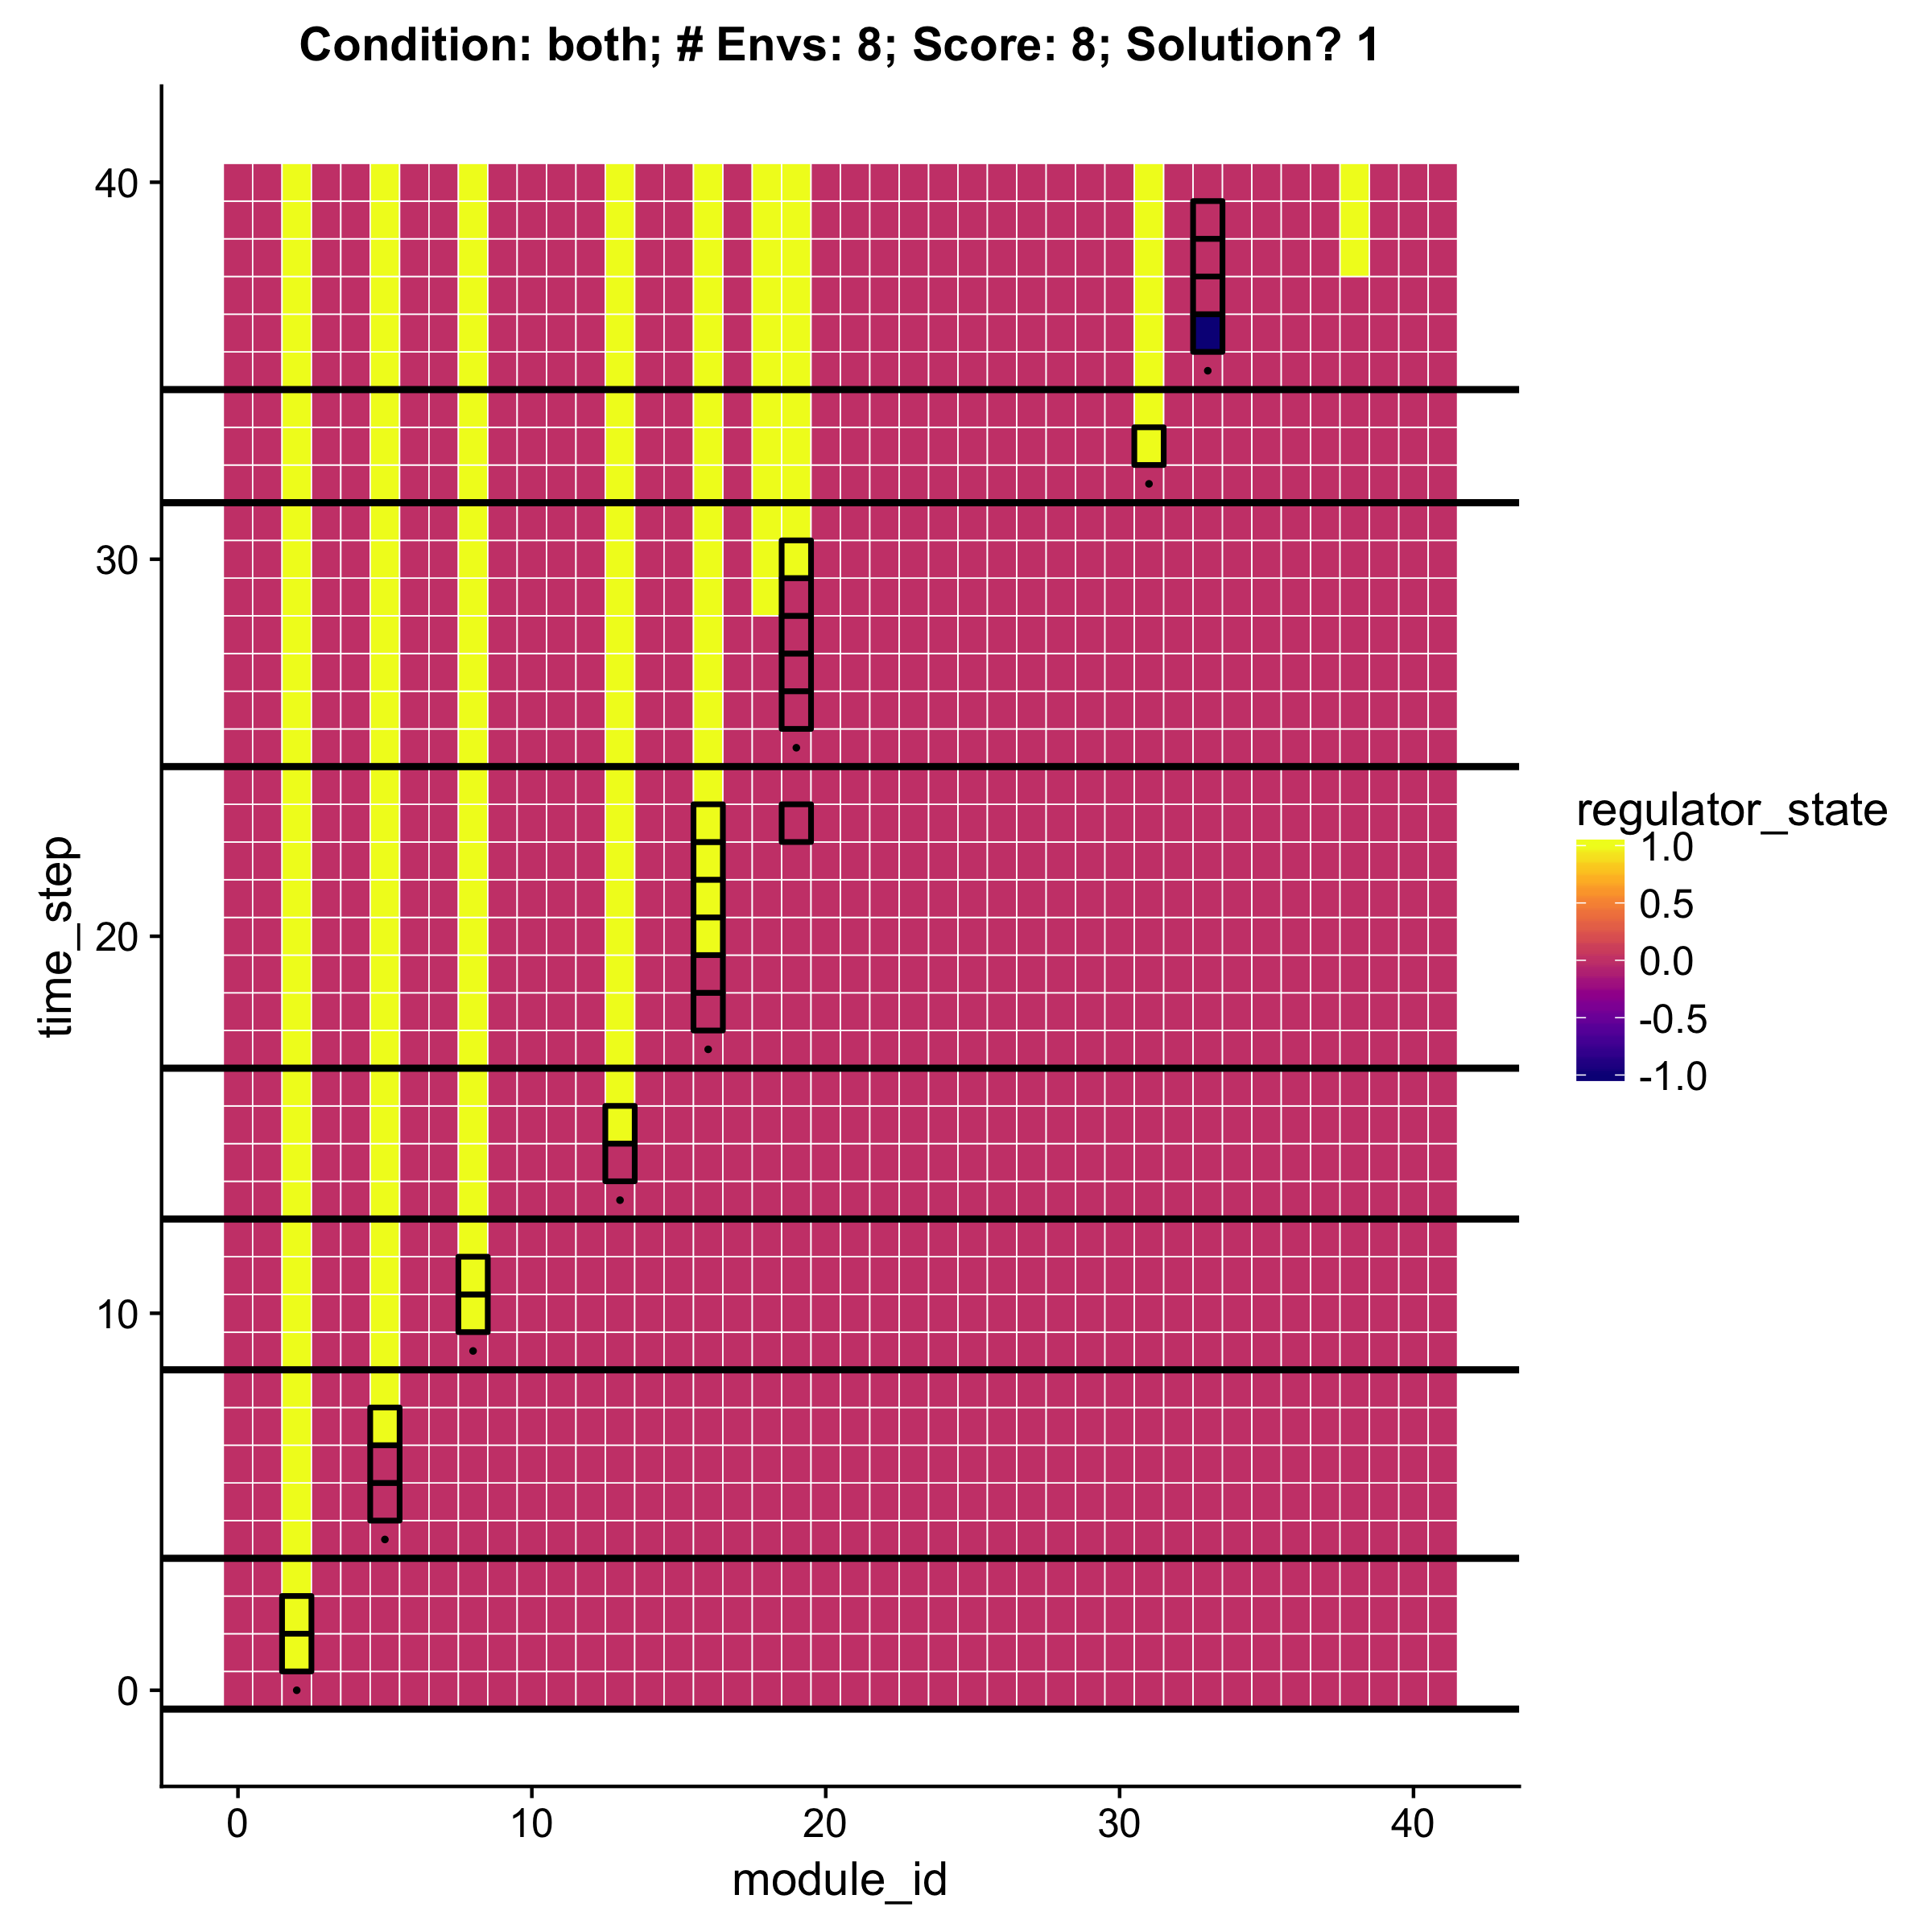 Condition: both; # Envs: 8; Score: 8; Solution? 1
40
30
20
10
0
time_step
0 10 20 30 40
module_id
regulator_state
1.0
0.5
0.0
-0.5
-1.0